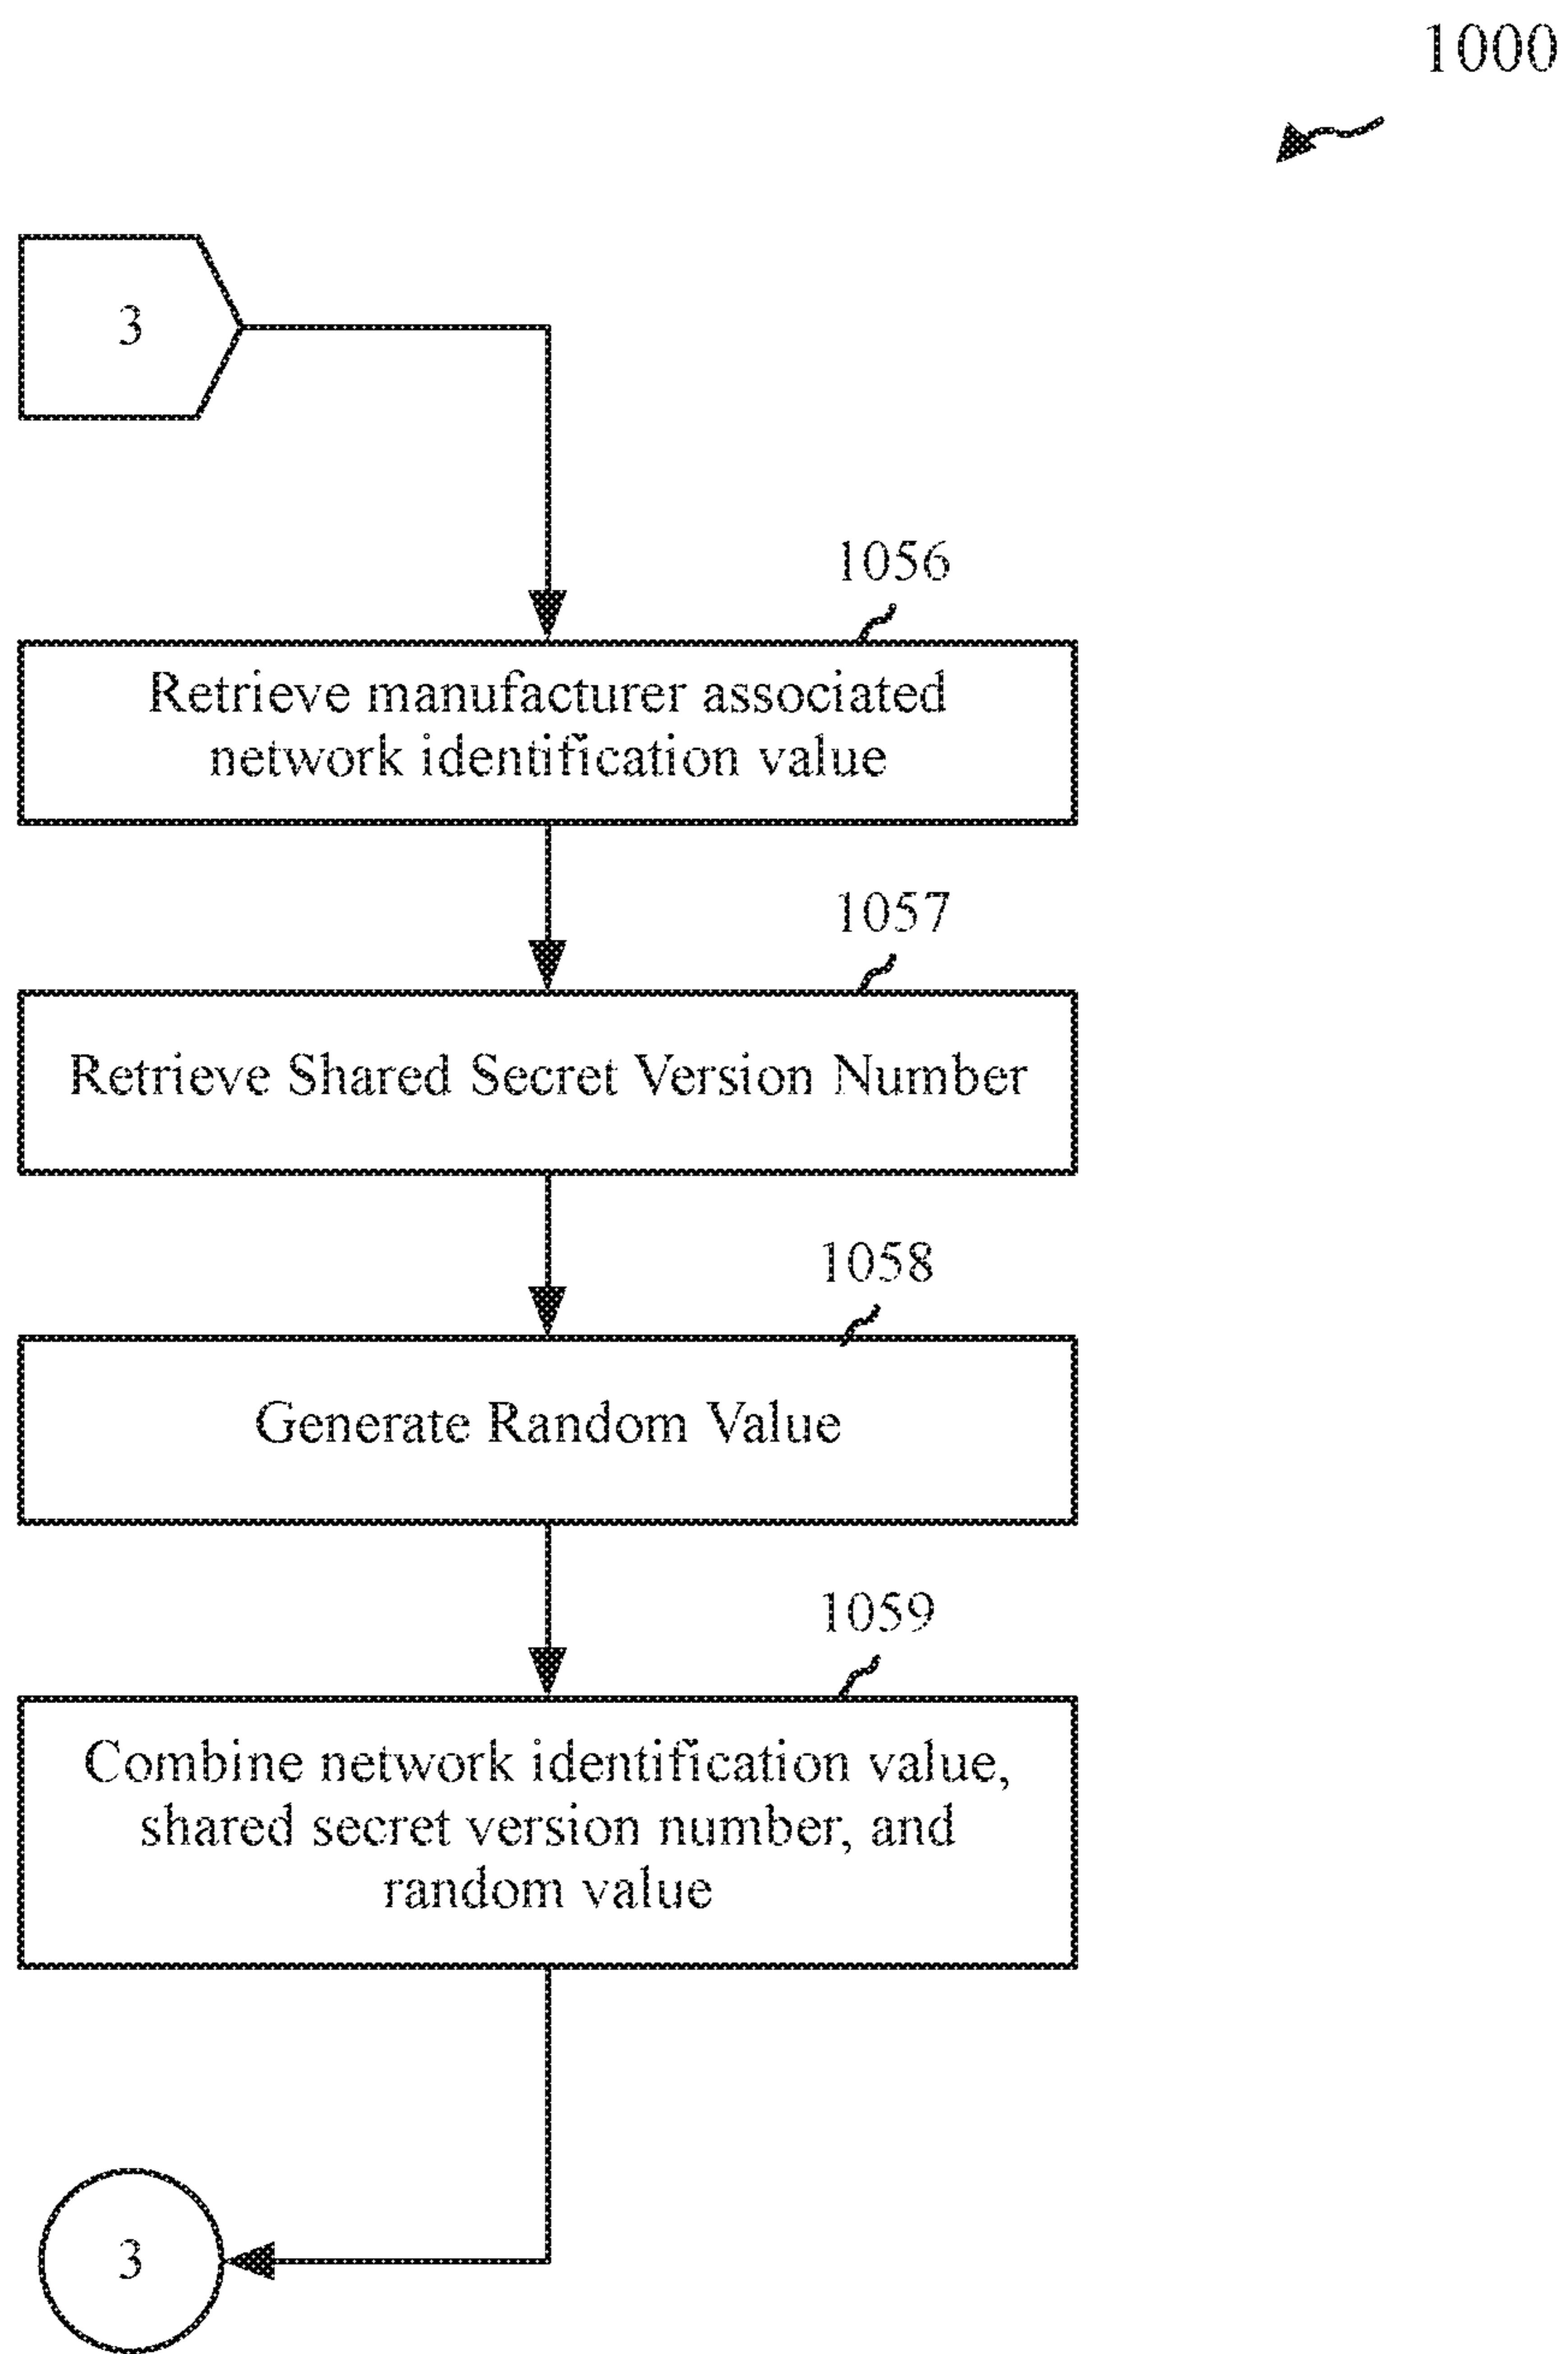 1000
3
1056
Retrieve manufacturer associated
network identification value
1057
Retrieve Shared Secret Version Number
1058
Generate Random Value
1059
Combine network identification value,
shared secret version number, and
random value
3